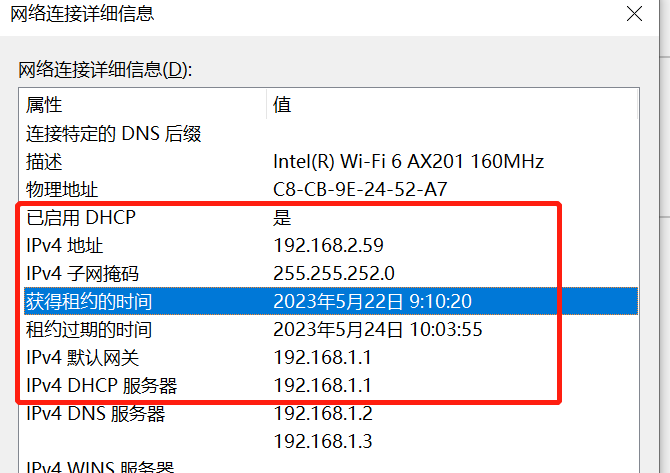 网络连接详细信息
网络连接详细信息(D):
属性 值
连接特定的 DNS 后缀
描述 Intel(R) Wi-Fi 6 AX201 160MHz
物理地址 C8-CB-9E-24-52-A7
已启用 DHCP 是
IPv4 地址 192.168.2.59
IPv4 子网掩码 255.255.252.0
获得租约的时间 2023年5月22日 9:10:20
租约过期的时间 2023年5月24日 10:03:55
IPv4 默认网关 192.168.1.1
IPv4 DHCP 服务器 192.168.1.1
IPv4 DNS 服务器 192.168.1.2
192.168.1.3
IPv4 WINS 服务器